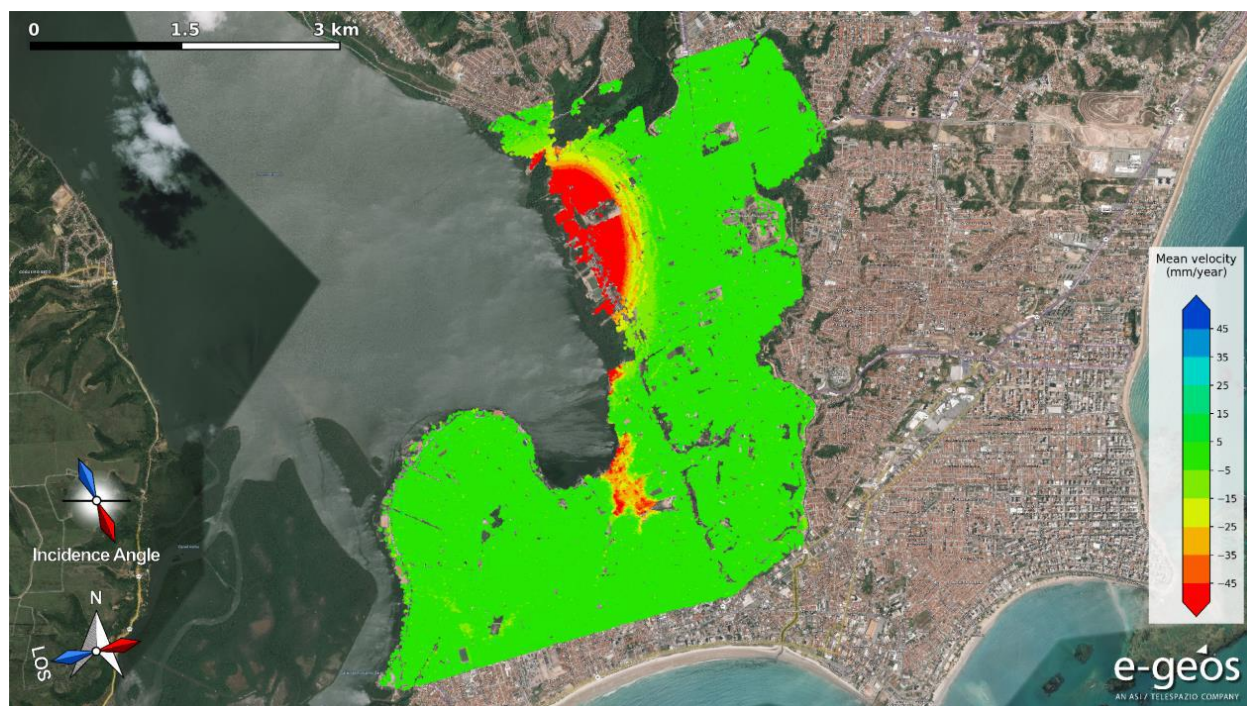 0 1.5 3 km
Mean velocity
(mm/year)
45
35
25
15
5
−5
−15
−25
−35
−45
Incidence Angle
N
LOS
e-geos
AN ASI / TELESPAZIO COMPANY